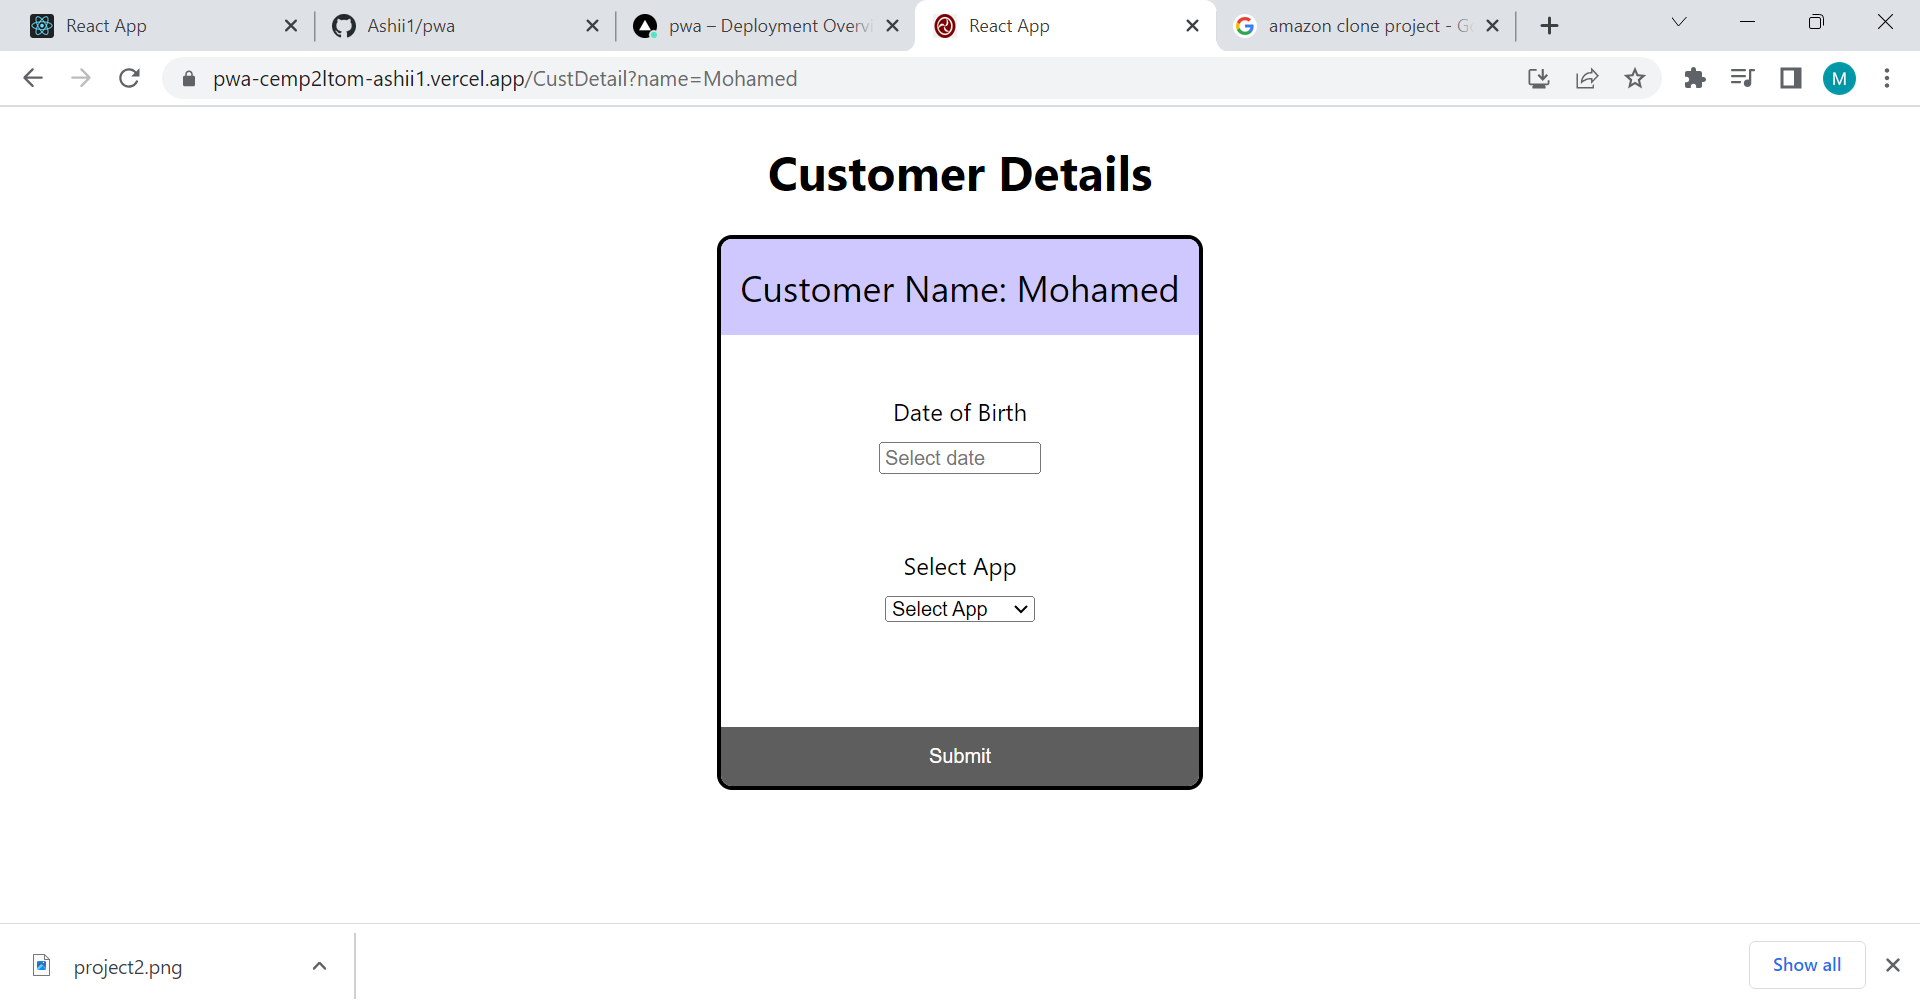 React App
Ashii1/pwa
pwa – Deployment Overvi
React App
amazon clone project - Go
pwa-cemp2ltom-ashii1.vercel.app/CustDetail?name=Mohamed
M
Customer Details
Customer Name: Mohamed
Date of Birth
Select date
Select App
Select App
Submit
project2.png
Show all